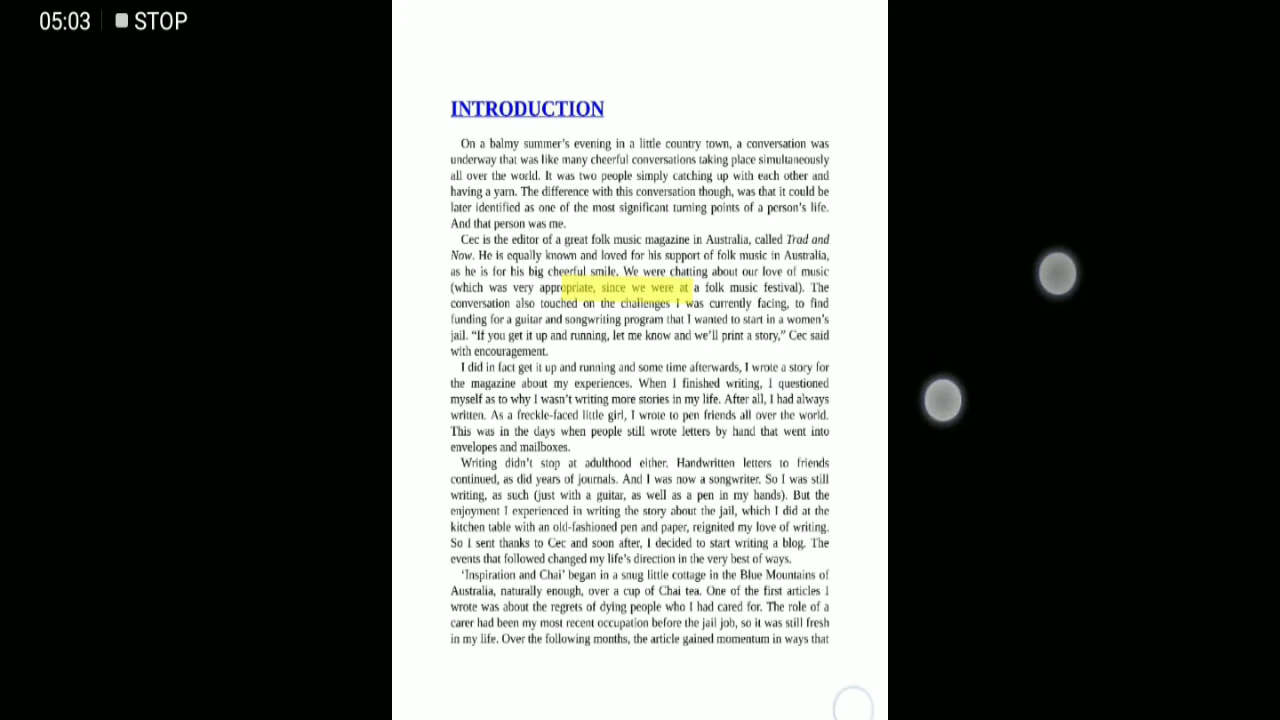 05:03 STOP
INTRODUCTION
On a balmy summer's evening in a little country town, a conversation was
underway that was like many cheerful conversations taking place simultaneously
all over the world. It was two people simply catching up with each other and
having a yarn. The difference with this conversation though, was that it could be
later identified as one of the most significant turning points of a person's life.
And that person was me.
Cec is the editor of a great folk music magazine in Australia, called Trad and
Now. He is equally known and loved for his support of folk music in Australia,
as he is for his big cheerful smile. We were chatting about our love of music
(which was very appropriate, since we were at a folk music festival). The
conversation also touched on the challenges I was currently facing, to find
funding for a guitar and songwriting program that I wanted to start in a women's
jail. “If you get it up and running, let me know and we'll print a story,” Cec said
with encouragement.
I did in fact get it up and running and some time afterwards, I wrote a story for
the magazine about my experiences. When I finished writing, I questioned
myself as to why I wasn't writing more stories in my life. After all, I had always
written. As a freckle-faced little girl, I wrote to pen friends all over the world.
This was in the days when people still wrote letters by hand that went into
envelopes and mailboxes.
Writing didn't stop at adulthood either. Handwritten letters to friends
continued, as did years of journals. And I was now a songwriter. So I was still
writing, as such (just with a guitar, as well as a pen in my hands). But the
enjoyment I experienced in writing the story about the jail, which I did at the
kitchen table with an old-fashioned pen and paper, reignited my love of writing.
So I sent thanks to Cec and soon after, I decided to start writing a blog. The
events that followed changed my life's direction in the very best of ways.
‘Inspiration and Chai’ began in a snug little cottage in the Blue Mountains of
Australia, naturally enough, over a cup of Chai tea. One of the first articles I
wrote was about the regrets of dying people who I had cared for. The role of a
carer had been my most recent occupation before the jail job, so it was still fresh
in my life. Over the following months, the article gained momentum in ways that